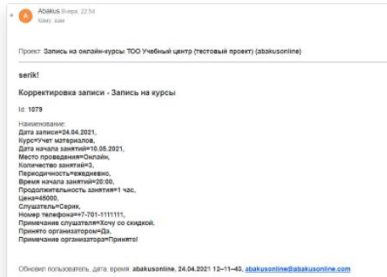 Abakus Вчера, 22:54
Кому: вам
Проект: Запись на онлайн-курсы ТОО Учебный центр (тестовый проект) (abakusonline)
serik!
Корректировка записи - Запись на курсы
Id: 1079
Наименование:
Дата записи=24.04.2021,
Курс=Учет материалов,
Дата начала занятий=10.05.2021,
Место проведения=Онлайн,
Количество занятий=3,
Периодичность=ежедневно,
Время начала занятий=20:00,
Продолжительность занятия=1 час,
Цена=45000,
Слушатель=Серик,
Номер телефона=+7-701-1111111,
Примечание слушателя=Хочу со скидкой,
Принято организатором=Да,
Примечание организатора=Принято!
Обновил пользователь, дата, время: abakusonline, 24.04.2021 12-11-43, abakusonline@abakusonline.com